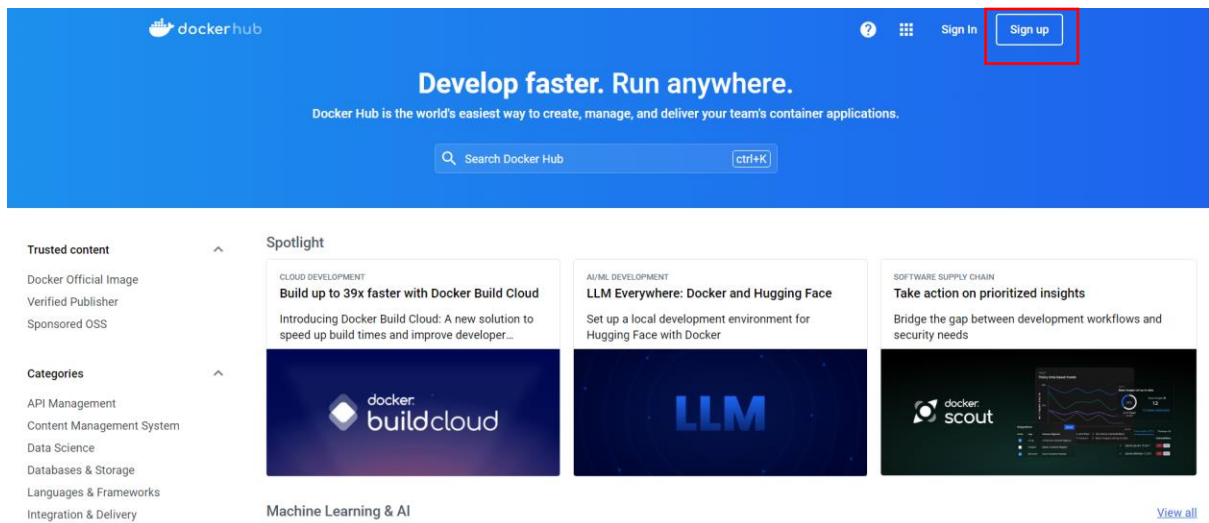 dockerhub
Sign In
Sign up
Develop faster. Run anywhere.
Docker Hub is the world's easiest way to create, manage, and deliver your team's container applications.
Search Docker Hub
ctrl+K
Trusted content
Docker Official Image
Verified Publisher
Sponsored OSS
Categories
API Management
Content Management System
Data Science
Databases & Storage
Languages & Frameworks
Integration & Delivery
Spotlight
CLOUD DEVELOPMENT
Build up to 39x faster with Docker Build Cloud
Introducing Docker Build Cloud: A new solution to
speed up build times and improve developer…
docker.
buildcloud
AI/ML DEVELOPMENT
LLM Everywhere: Docker and Hugging Face
Set up a local development environment for
Hugging Face with Docker
LLM
SOFTWARE SUPPLY CHAIN
Take action on prioritized insights
Bridge the gap between development workflows and
security needs
docker.
scout
Machine Learning & AI
View all